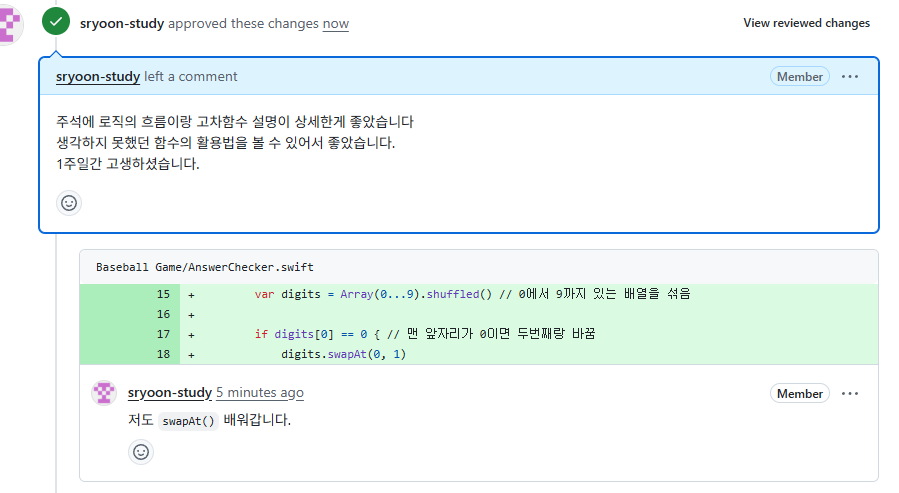 sryoon-study approved these changes now
View reviewed changes
sryoon-study left a comment
Member
주석에 로직의 흐름이랑 고차함수 설명이 상세한게 좋았습니다
생각하지 못했던 함수의 활용법을 볼 수 있어서 좋았습니다.
1주일간 고생하셨습니다.
Baseball Game/AnswerChecker.swift
15 + var digits = Array(0...9).shuffled() // 0에서 9까지 있는 배열을 섞음
16 +
17 + if digits[0] == 0 { // 맨 앞자리가 0이면 두번째랑 바꿈
18 + digits.swapAt(0, 1)
sryoon-study 5 minutes ago
Member
저도 swapAt() 배워갑니다.